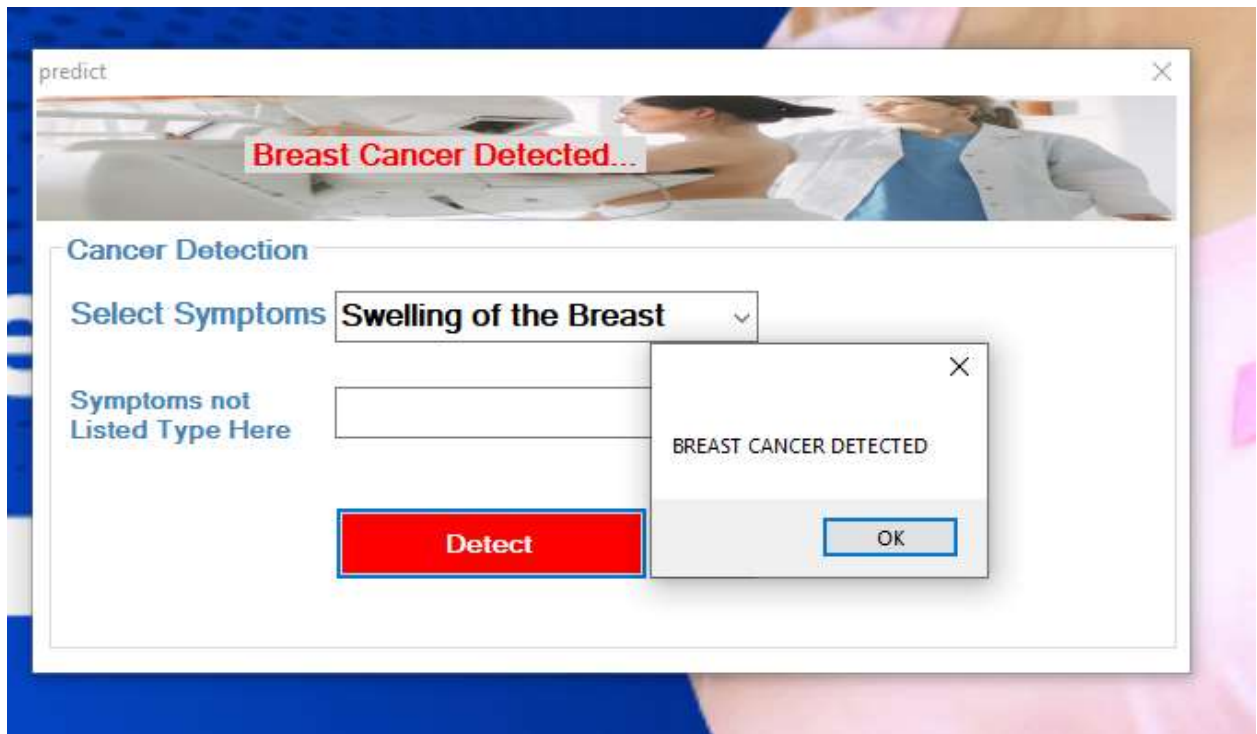 predict
Breast Cancer Detected...
Cancer Detection
Select Symptoms
Swelling of the Breast
Symptoms not
Listed Type Here
BREAST CANCER DETECTED
OK
Detect